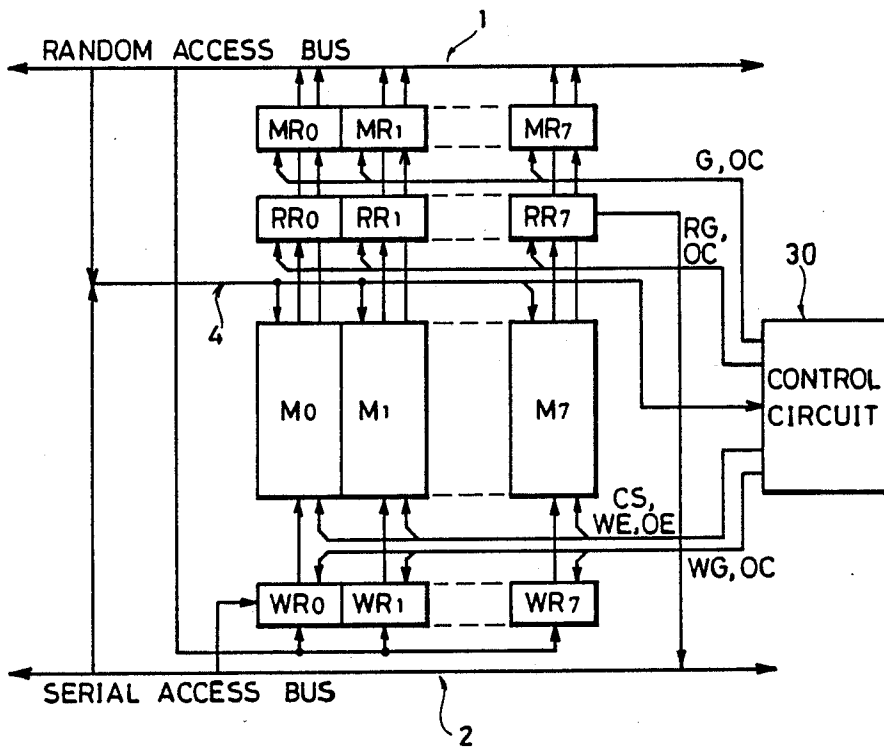 1
RANDOM ACCESS BUS
MR0 MR1 MR7
G,OC
RR0 RR1 RR7
RG,
OC
30
4
M0 M1 M7
CONTROL
CIRCUIT
CS,
WE,OE
WG,OC
WR0 WR1 WR7
SERIAL ACCESS BUS
2